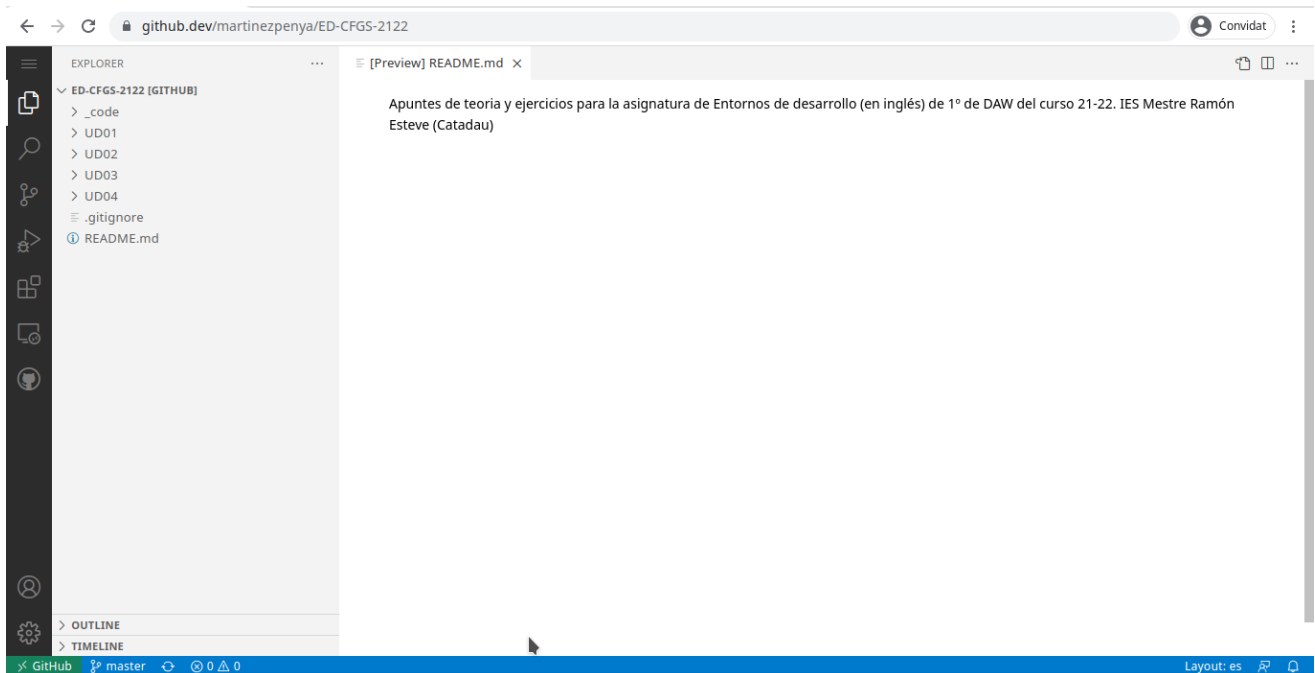 github.dev/martinezpenya/ED-CFGS-2122
Convidat
EXPLORER
[Preview] README.md
ED-CFGS-2122 [GITHUB]
_code
UD01
UD02
UD03
UD04
.gitignore
README.md
Apuntes de teoria y ejercicios para la asignatura de Entornos de desarrollo (en inglés) de 1º de DAW del curso 21-22. IES Mestre Ramón
Esteve (Catadau)
OUTLINE
TIMELINE
GitHub master 0 0
Layout: es